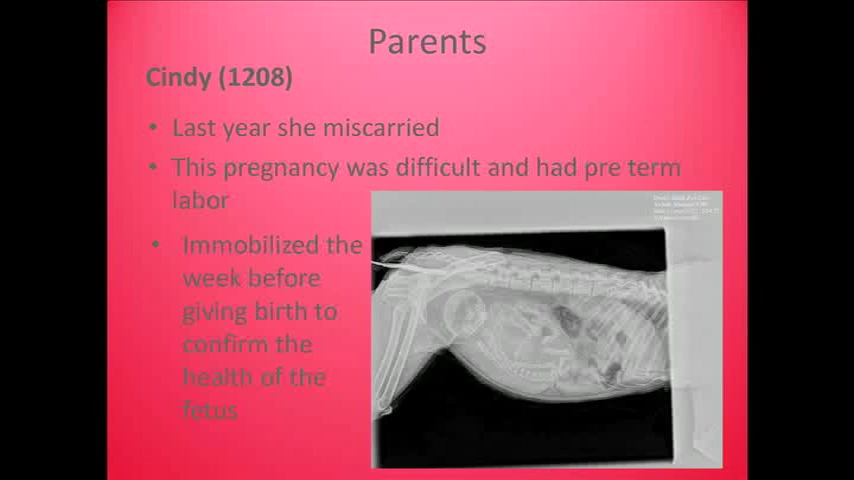 Parents
Cindy (1208)
• Last year she miscarried
• This pregnancy was difficult and had pre term
labor
• Immobilized the
week before
giving birth to
confirm the
health of the
fetus